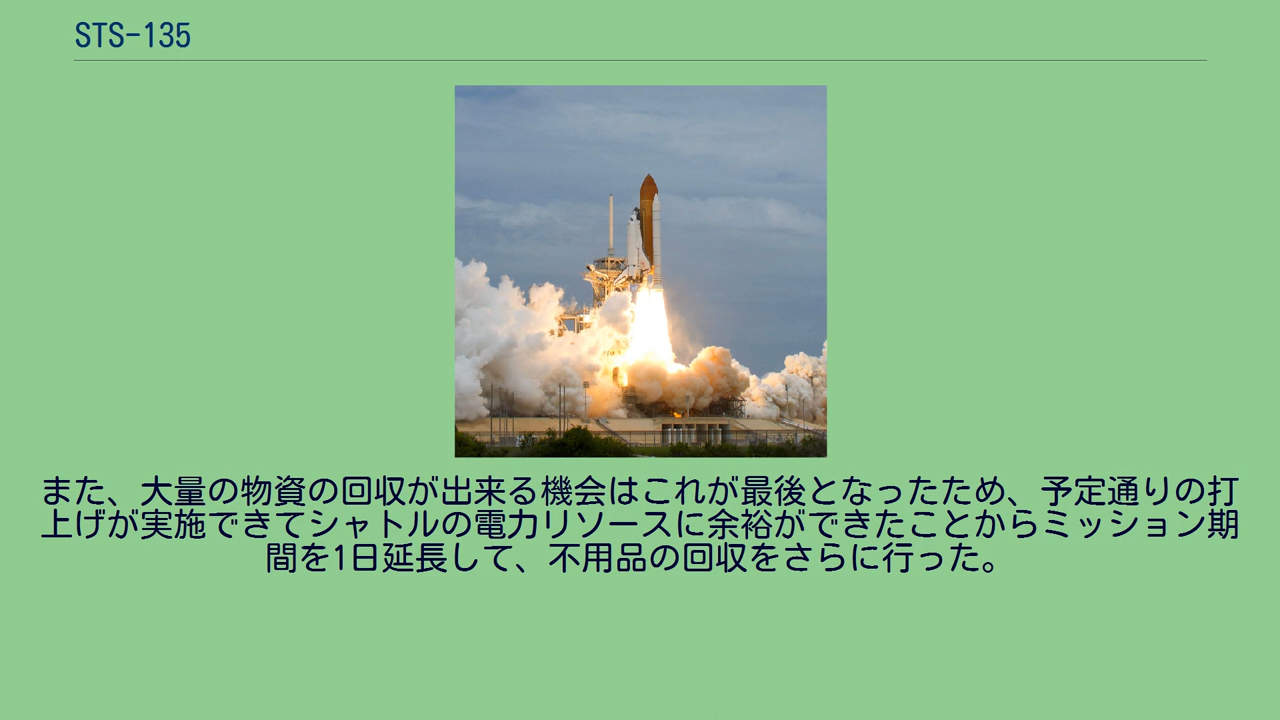 STS-135
また、大量の物資の回収が出来る機会はこれが最後となったため、予定通りの打
上げが実施できてシャトルの電力リソースに余裕ができたことからミッション期
間を1日延長して、不用品の回収をさらに行った。